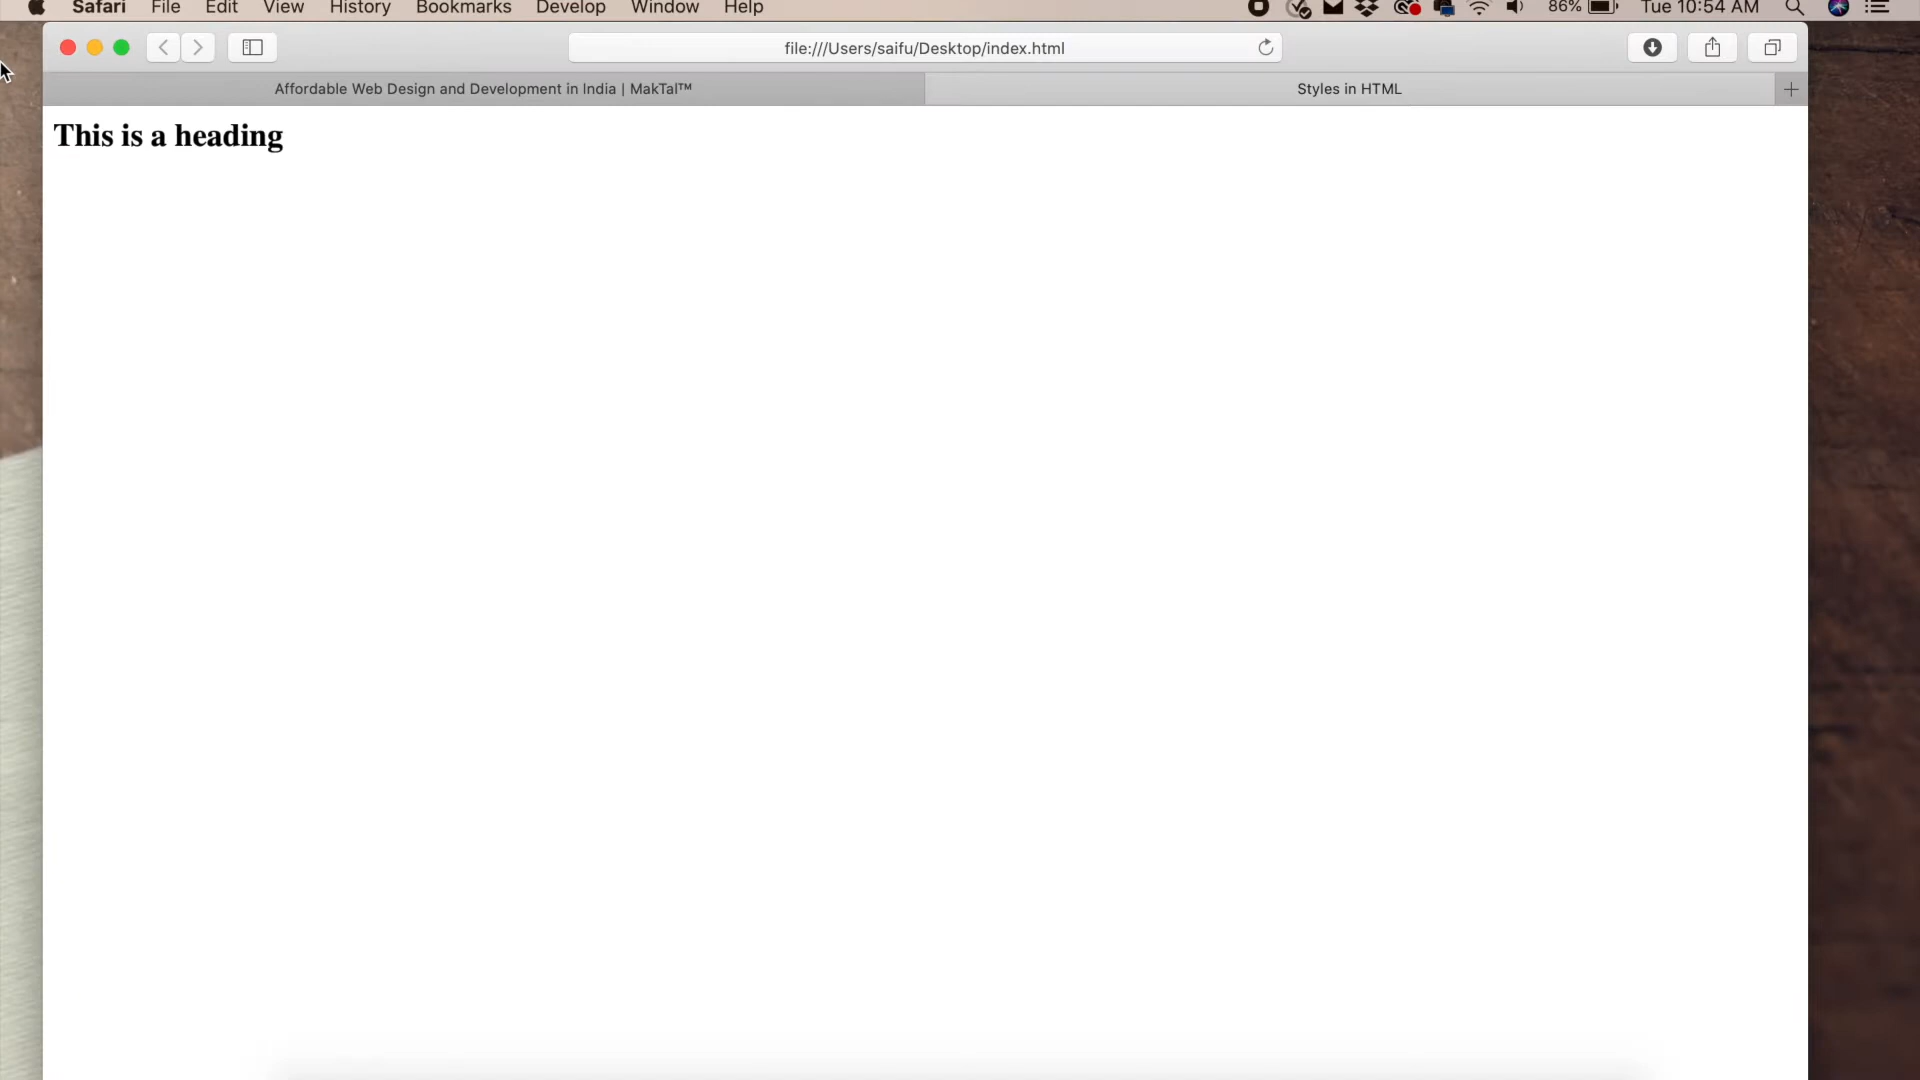 Safari File Edit View History Bookmarks Develop Window Help 86% Tue 10:54 AM
file:///Users/saifu/Desktop/index.html
Affordable Web Design and Development in India | MakTal™ Styles in HTML
This is a heading